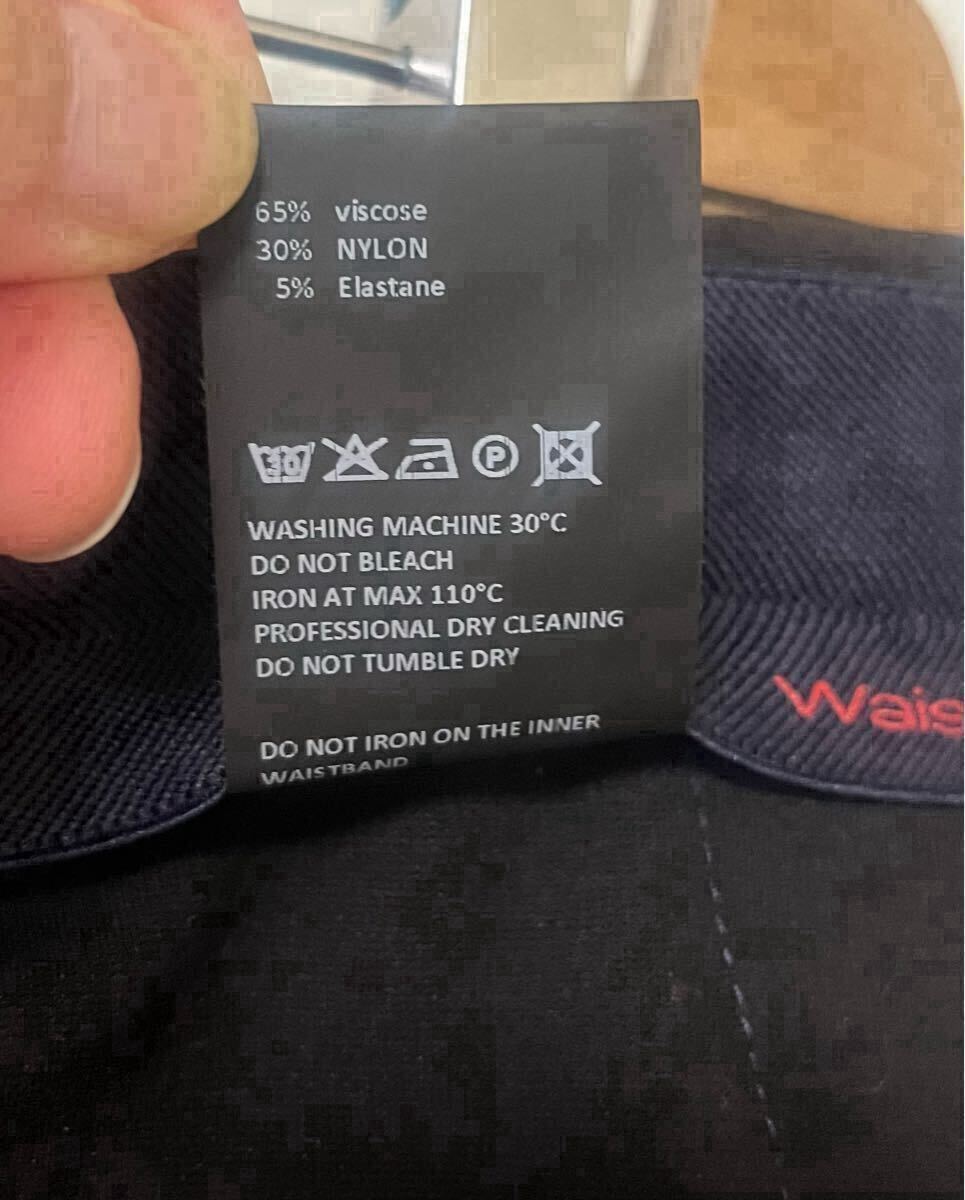 65% viscose
30% NYLON
5% Elastane
30 P
WASHING MACHINE 30°C
DO NOT BLEACH
IRON AT MAX 110°C
PROFESSIONAL DRY CLEANING
DO NOT TUMBLE DRY
DO NOT IRON ON THE INNER
WAISTBAND
Wais